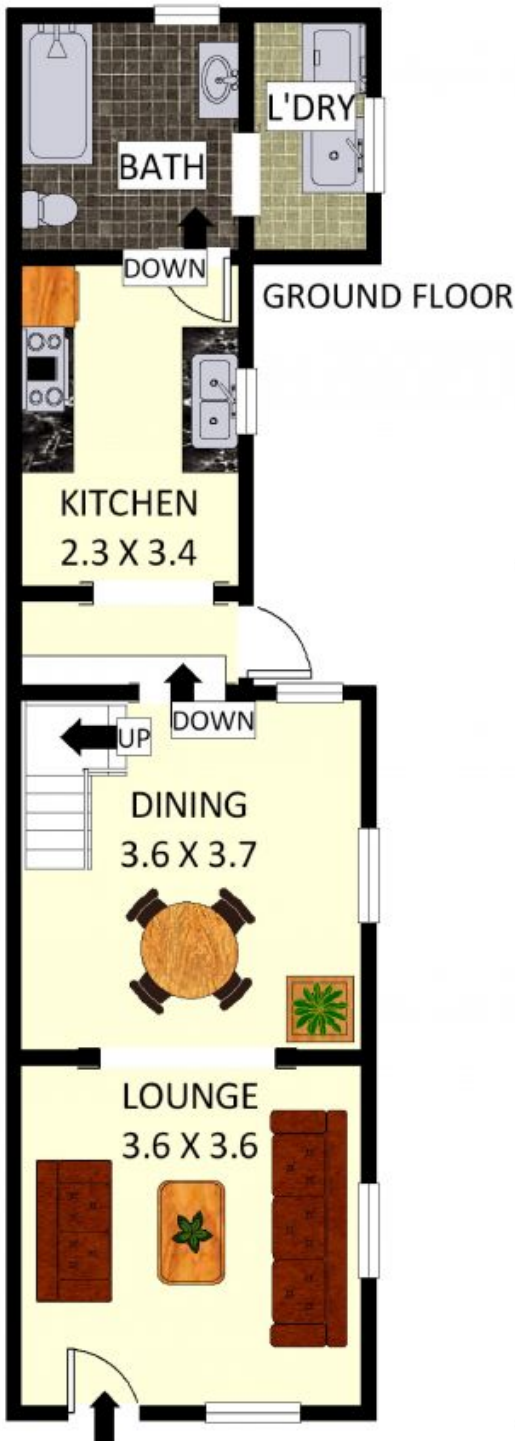 L'DRY
BATH
DOWN
GROUND FLOOR
KITCHEN
2.3 X 3.4
DOWN
UP
DINING
3.6 X 3.7
LOUNGE
3.6 X 3.6